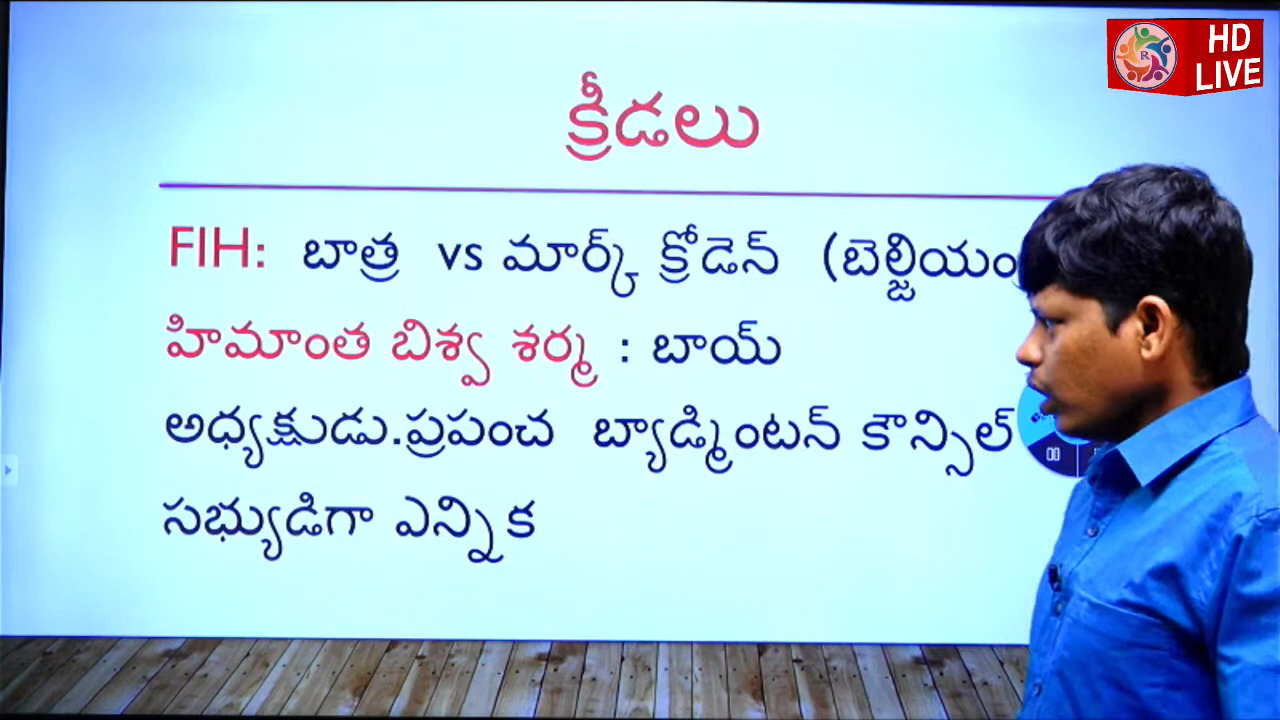 HD
LIVE
R
క్రీడలు
FIH: బాత్ర vs మార్క్ క్రోడెన్ (బెల్జియం
హిమాంత బిశ్వ శర్మ : బాయ్
అధ్యక్షుడు.ప్రపంచ బ్యాడ్మింటన్ కౌన్సిల్
సభ్యుడిగా ఎన్నిక